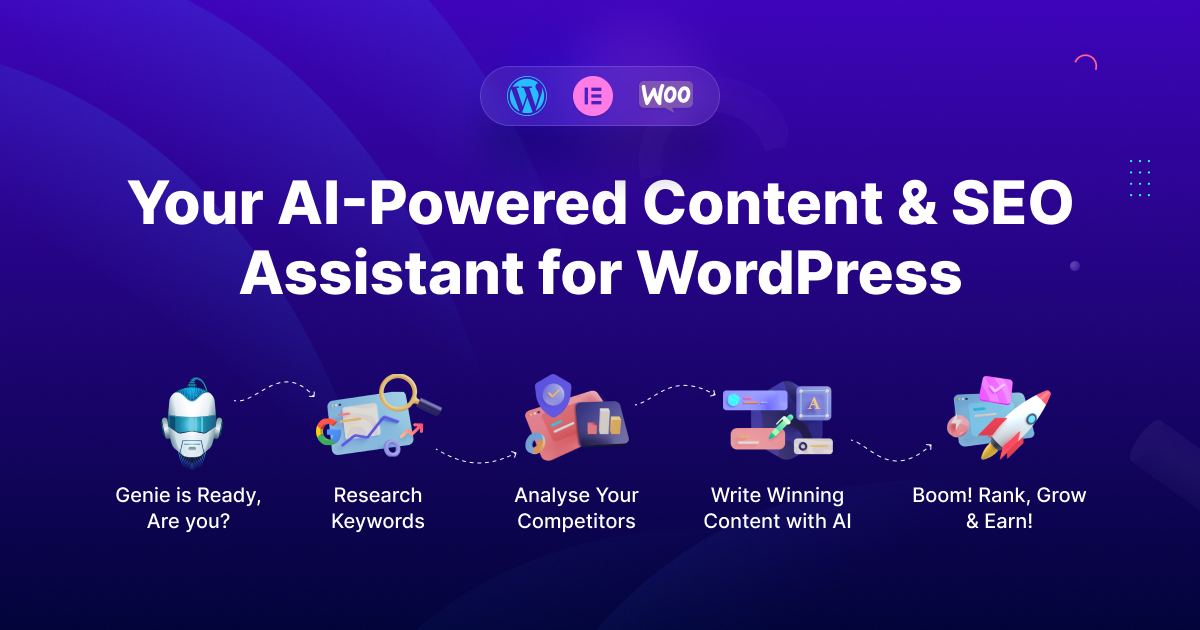 Woo
Your AI-Powered Content & SEO
Assistant for WordPress
A
Genie is Ready,
Are you?
Research
Keywords
Analyse Your
Competitors
Write Winning
Content with AI
Boom! Rank, Grow
& Earn!